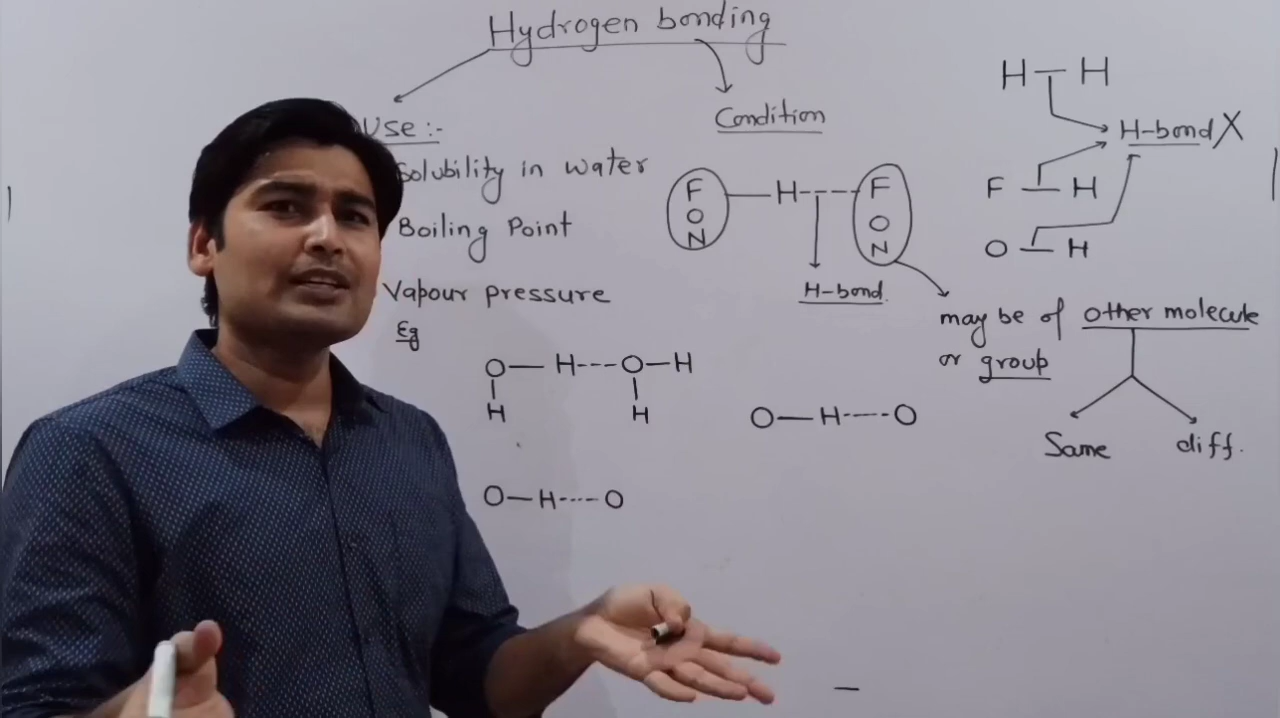 Hydrogen bonding
Use :-
Solubility in water
Boiling Point
Vapour pressure
Eg
O—H---O—H
H H
O—H----O
Condition
F
O
N
—H-----
F
O
N
H-bond
may be of other molecule
or group
Same diff.
O—H----O
H—H
H-bond X
F—H
O—H